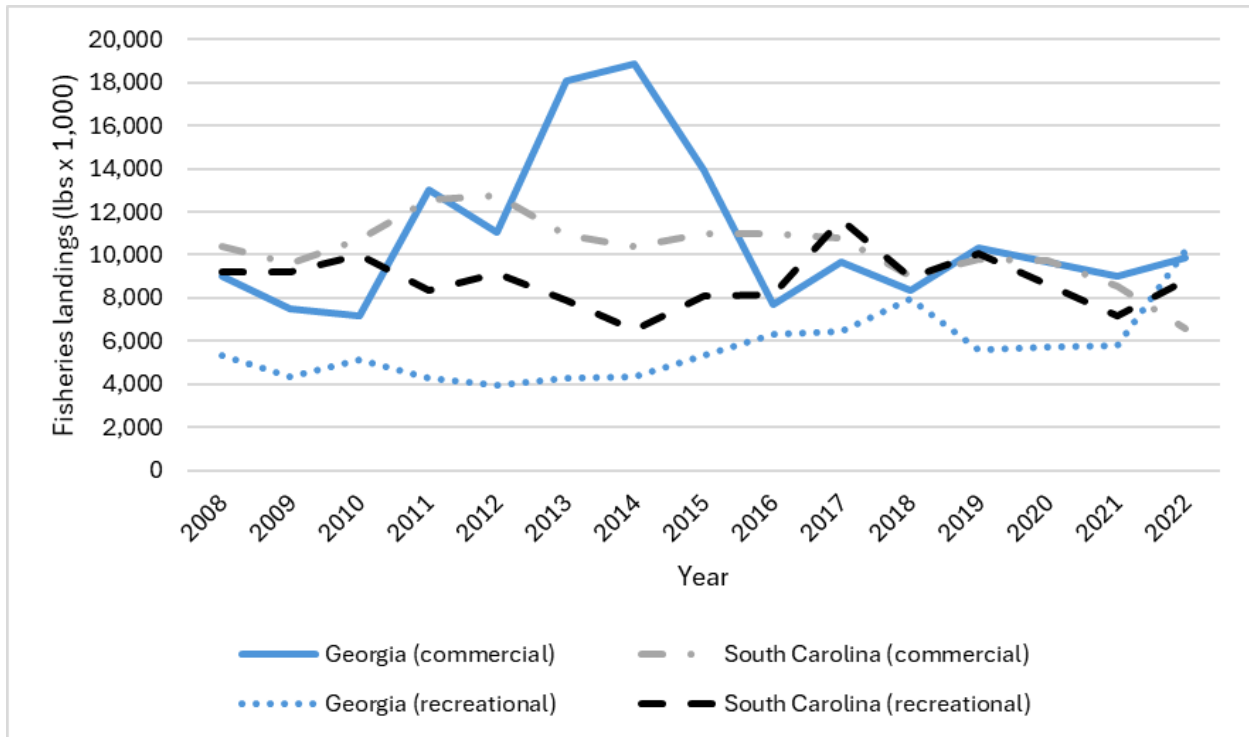 20,000
18,000
16,000
14,000
12,000
10,000
8,000
6,000
4,000
2,000
0
Fisheries landings (lbs x 1,000)
2008 2009 2010 2011 2012 2013 2014 2015 2016 2017 2018 2019 2020 2021 2022
Year
Georgia (commercial) South Carolina (commercial)
Georgia (recreational) South Carolina (recreational)